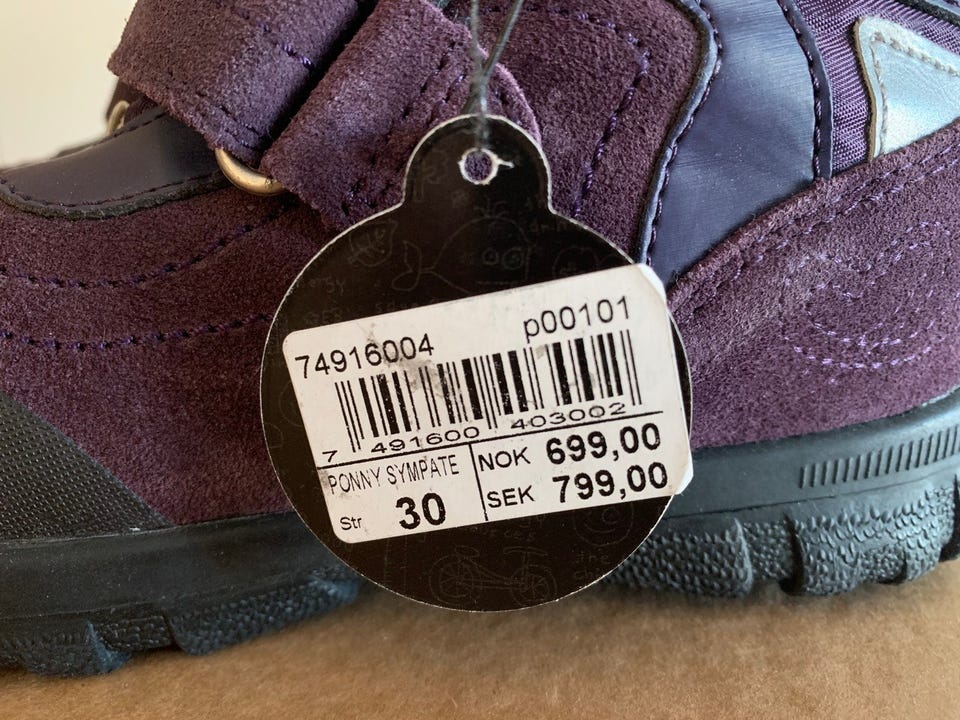 74916004 p00101
7 491600 403002
PONNY SYMPATE
Str 30
NOK 699,00
SEK 799,00